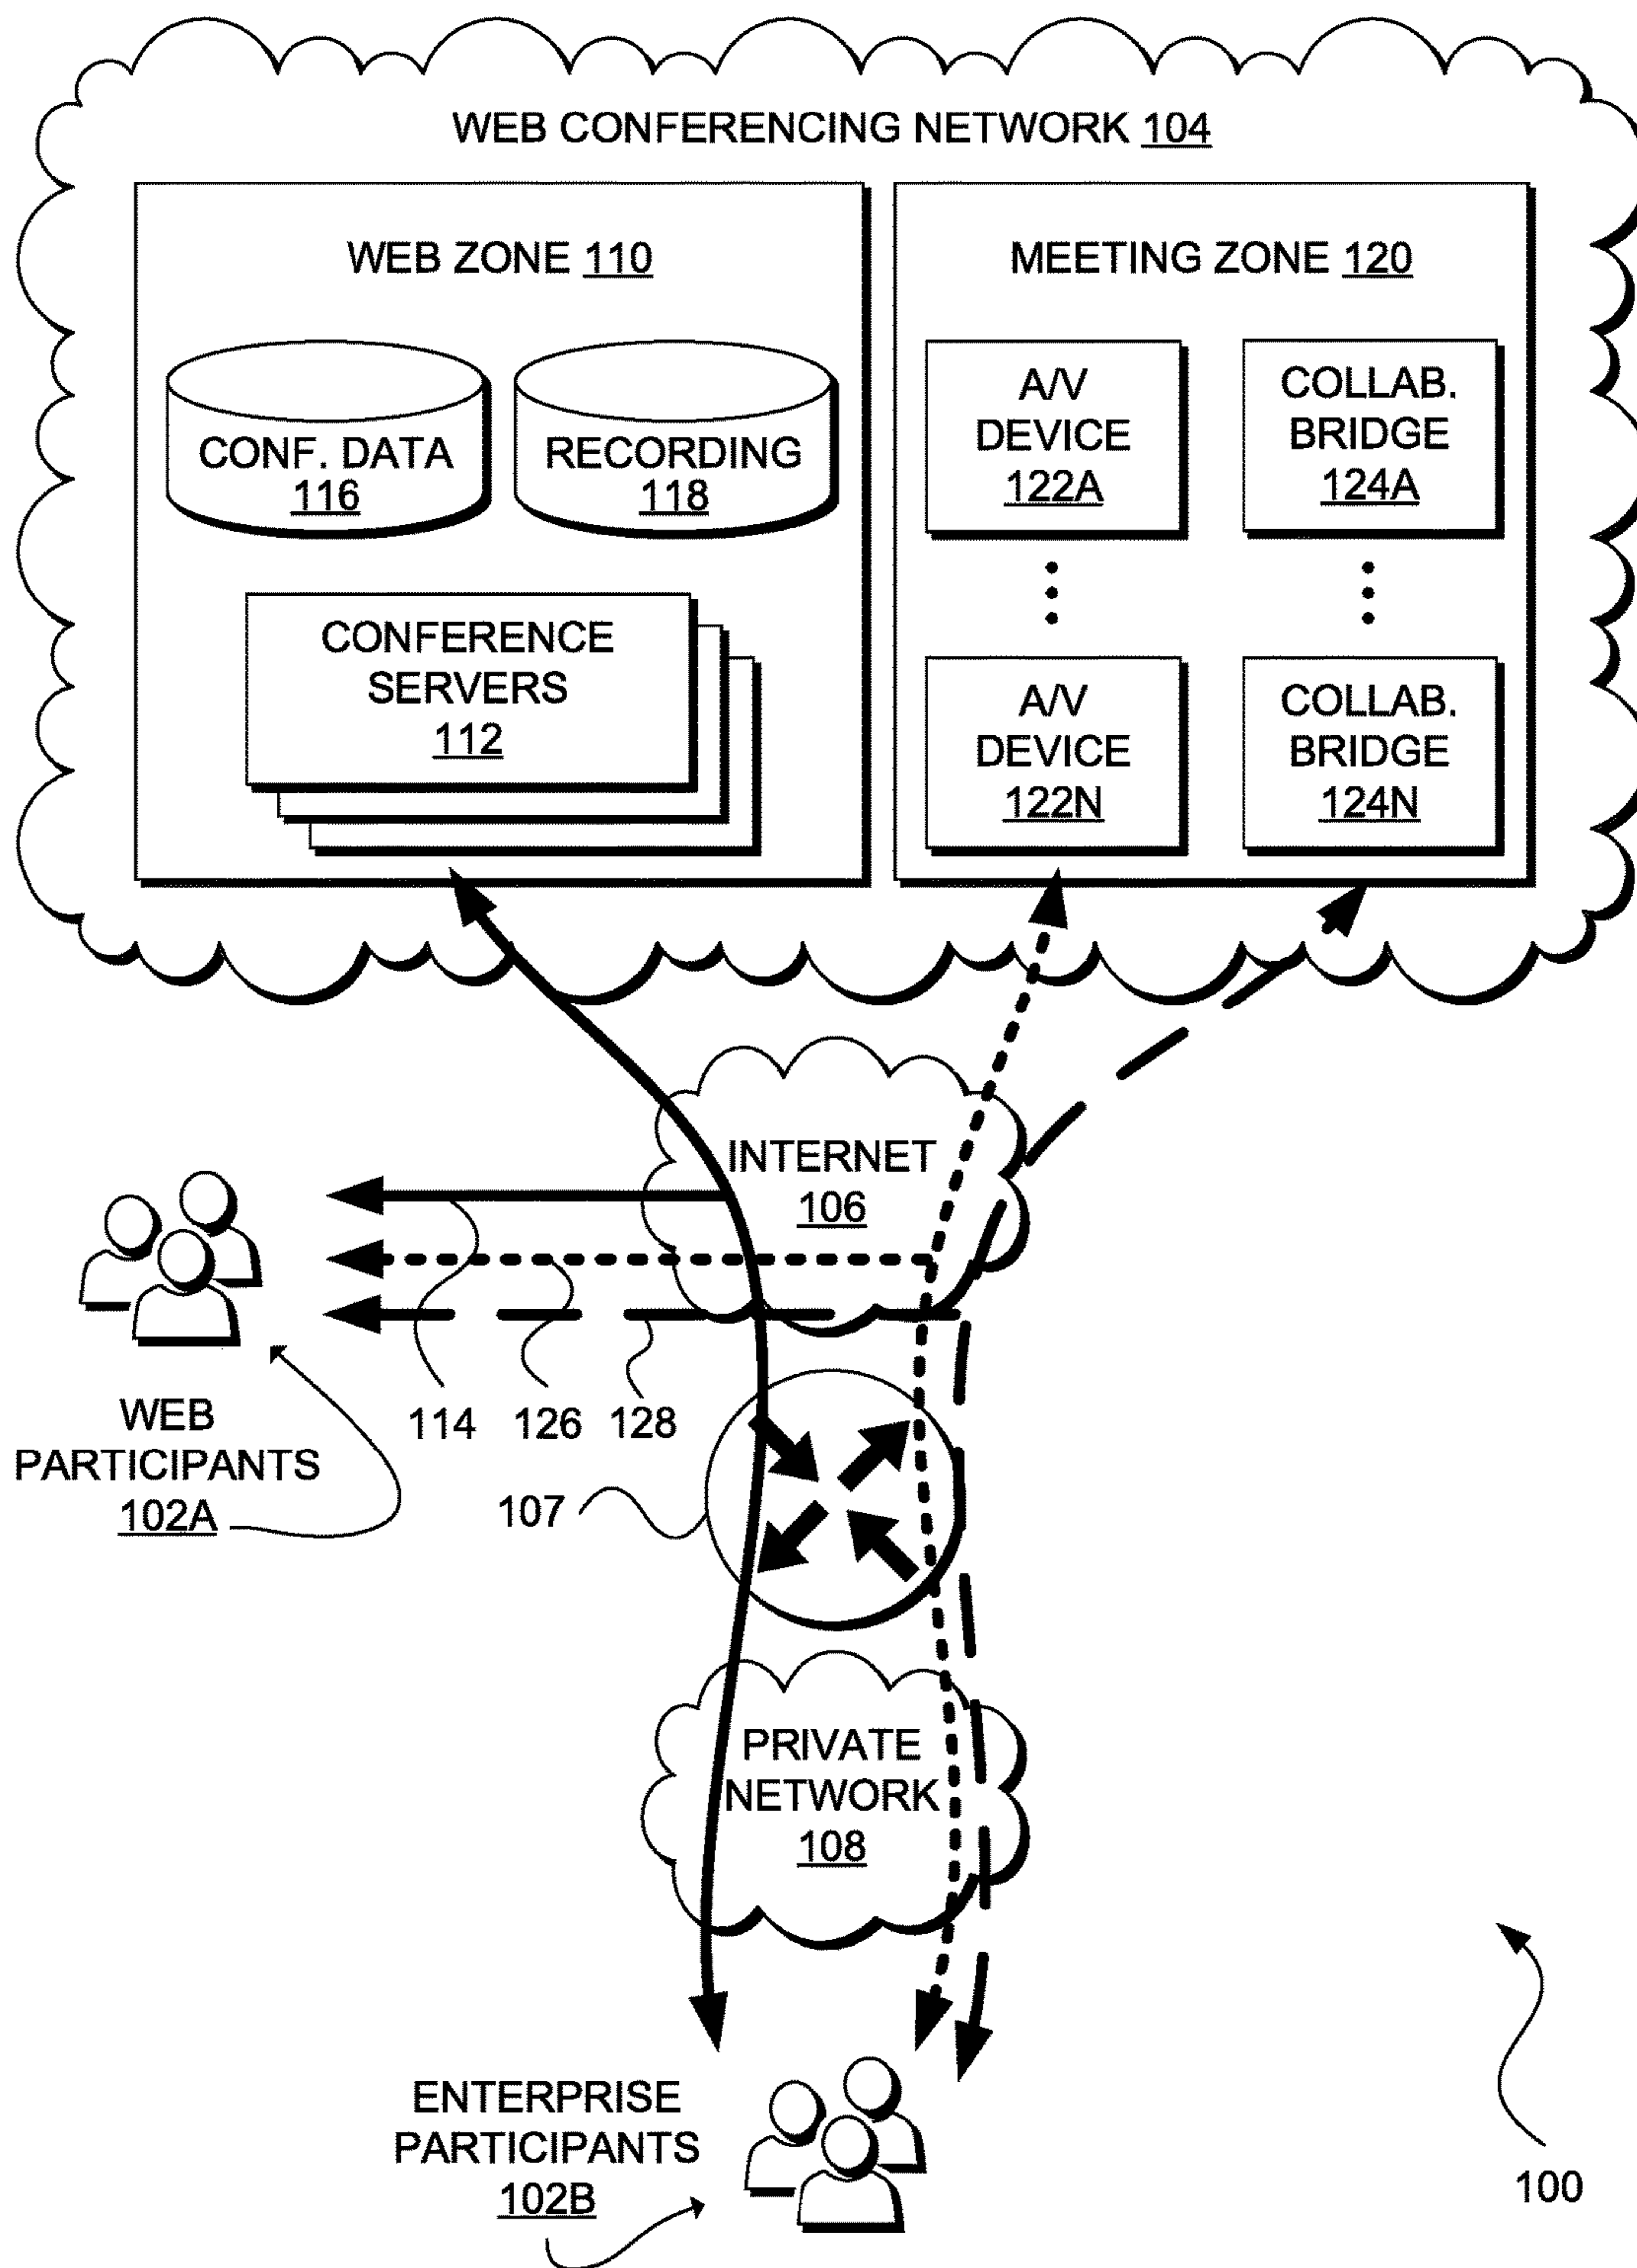 WEB CONFERENCING NETWORK 104
WEB ZONE 110
CONF. DATA
116
RECORDING
118
CONFERENCE
SERVERS
112
MEETING ZONE 120
A/V
DEVICE
122A
COLLAB.
BRIDGE
124A
A/V
DEVICE
122N
COLLAB.
BRIDGE
124N
INTERNET
106
WEB
PARTICIPANTS
102A
114
126
128
107
PRIVATE
NETWORK
108
ENTERPRISE
PARTICIPANTS
102B
100